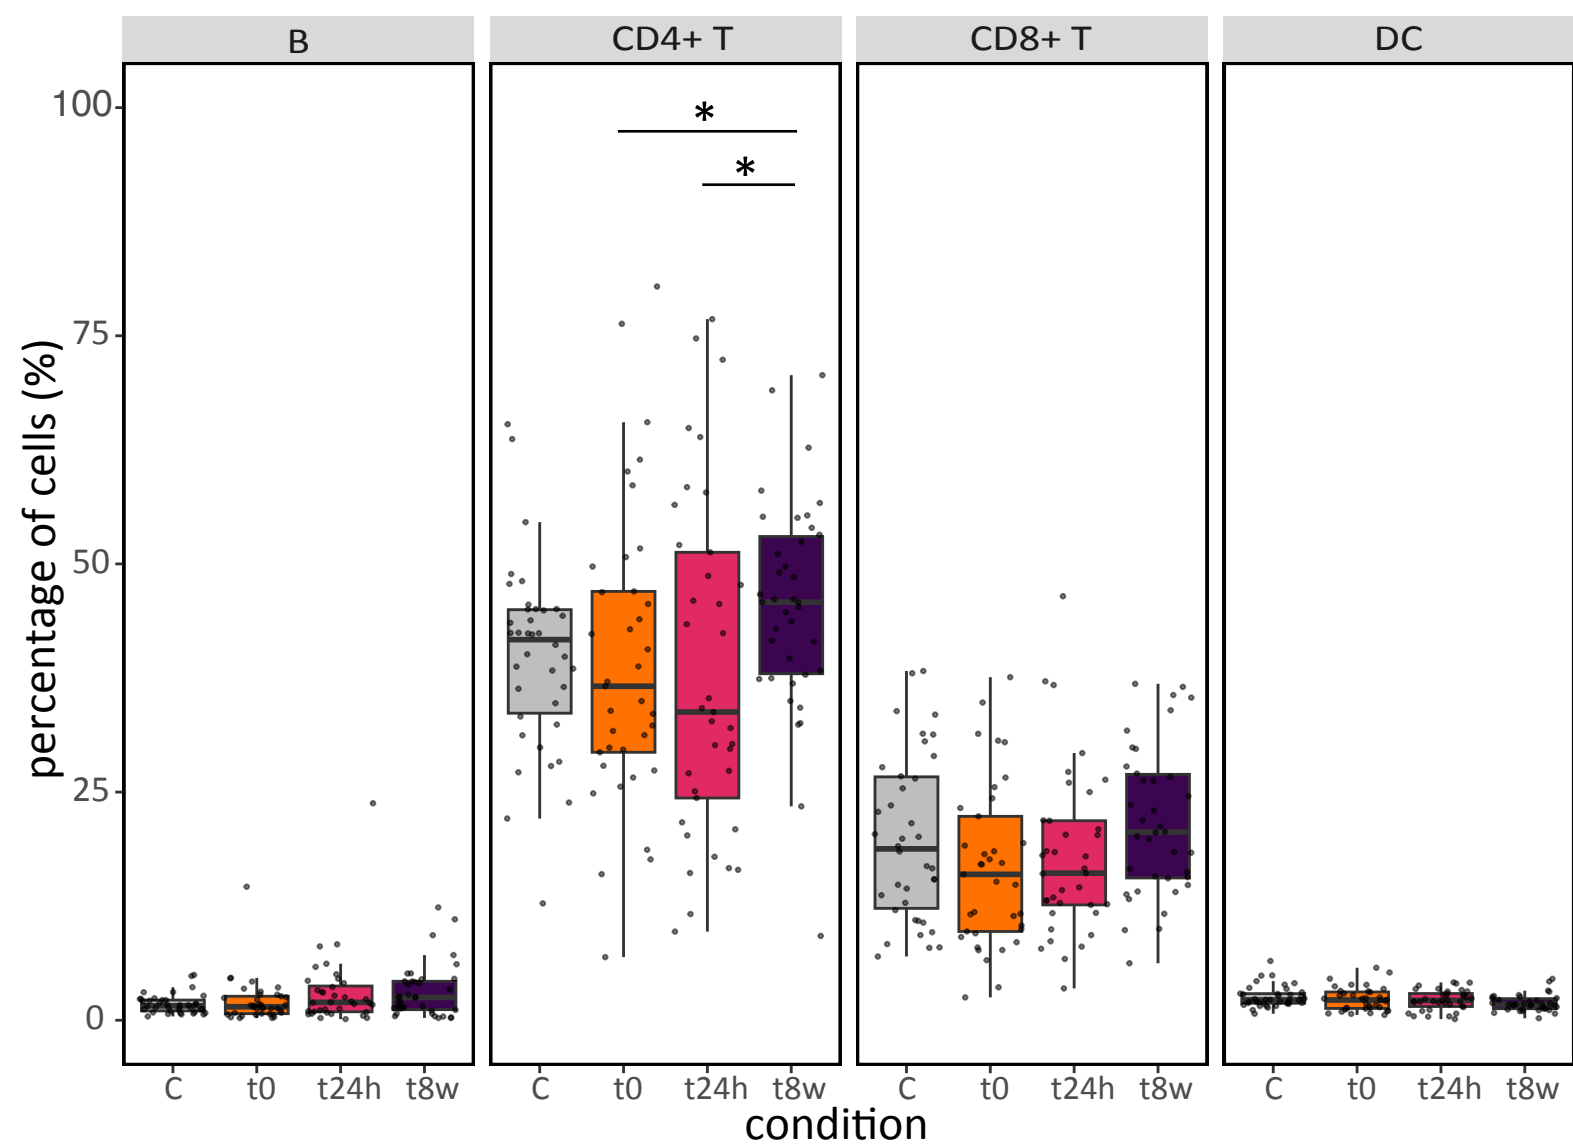 B CD4+ T CD8+ T DC
* 
*
100
75
50
25
0
percentage of cells (%)
C t0 t24h t8w C t0 t24h t8w C t0 t24h t8w C t0 t24h t8w
condition